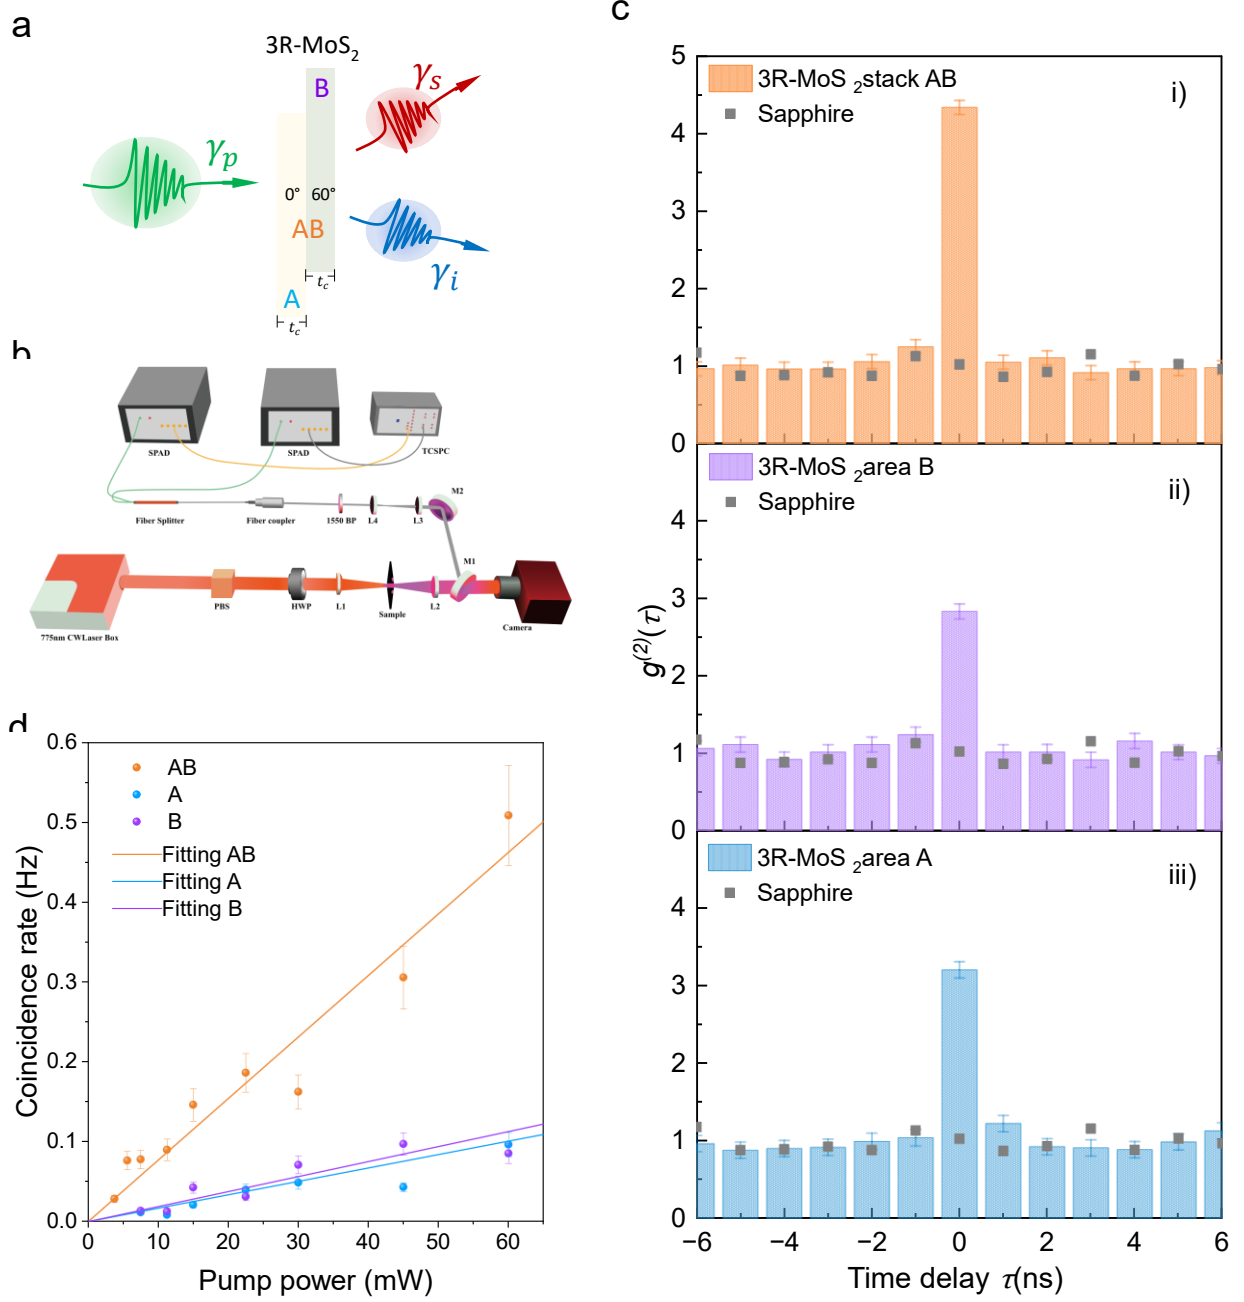 a
3R-MoS2
B
γs
γp
0°
60°
AB
γi
tc
A
tc
b
SPAD
SPAD
TCSPC
M2
Fiber Splitter
Fiber coupler
1550 BP
L4
L3
M1
PBS
HWP
L1
Sample
L2
Camera
775nm CWLaser Box
c
5
4
3
2
1
0
3R-MoS 2stack AB
Sapphire
i)
4
3
2
1
0
3R-MoS 2area B
Sapphire
ii)
4
3
2
1
0
3R-MoS 2area A
Sapphire
iii)
g(2)(τ)
−6
−4
−2
0
2
4
6
Time delay τ(ns)
d
0.6
0.5
0.4
0.3
0.2
0.1
0.0
AB
A
B
Fitting AB
Fitting A
Fitting B
Coincidence rate (Hz)
0
10
20
30
40
50
60
Pump power (mW)